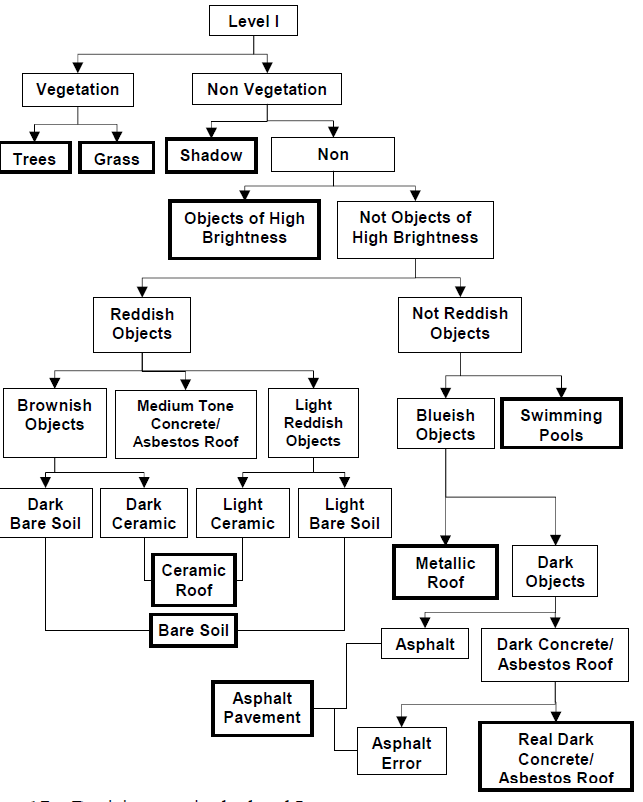 Level I
Vegetation
Non Vegetation
Trees
Grass
Shadow
Non
Objects of High
Brightness
Not Objects of
High Brightness
Reddish
Objects
Not Reddish
Objects
Brownish
Objects
Medium Tone
Concrete/
Asbestos Roof
Light
Reddish
Objects
Blueish
Objects
Swimming
Pools
Dark
Bare Soil
Dark
Ceramic
Light
Ceramic
Light
Bare Soil
Ceramic
Roof
Bare Soil
Metallic
Roof
Dark
Objects
Asphalt
Dark Concrete/
Asbestos Roof
Asphalt
Pavement
Asphalt
Error
Real Dark
Concrete/
Asbestos Roof